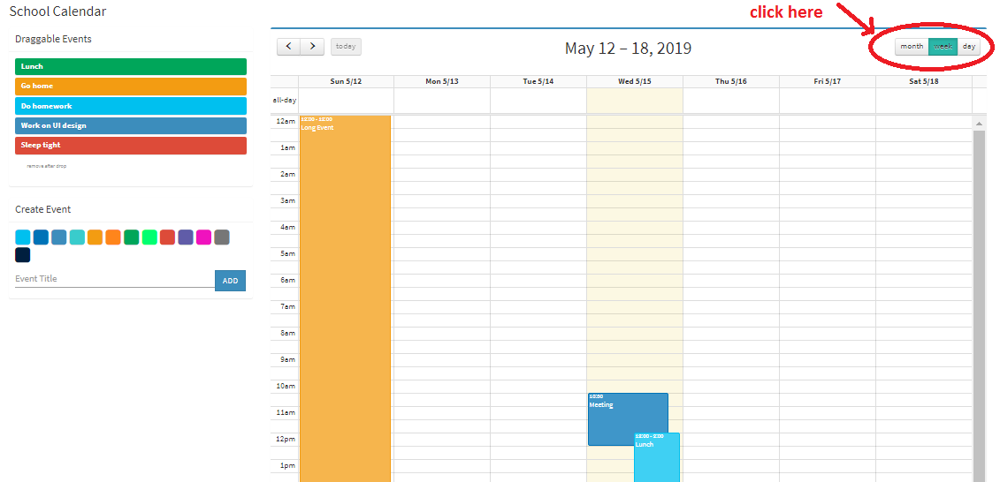 School Calendar
click here
Draggable Events
Lunch
Go home
Do homework
Work on UI design
Sleep tight
remove after drop
Create Event
Event Title
ADD
today
May 12 – 18, 2019
month week day
Sun 5/12 Mon 5/13 Tue 5/14 Wed 5/15 Thu 5/16 Fri 5/17 Sat 5/18
all-day
12am
12:00 - 12:00
Long Event
1am
2am
3am
4am
5am
6am
7am
8am
9am
10am
10:30
Meeting
11am
12pm
12:00 - 2:00
Lunch
1pm